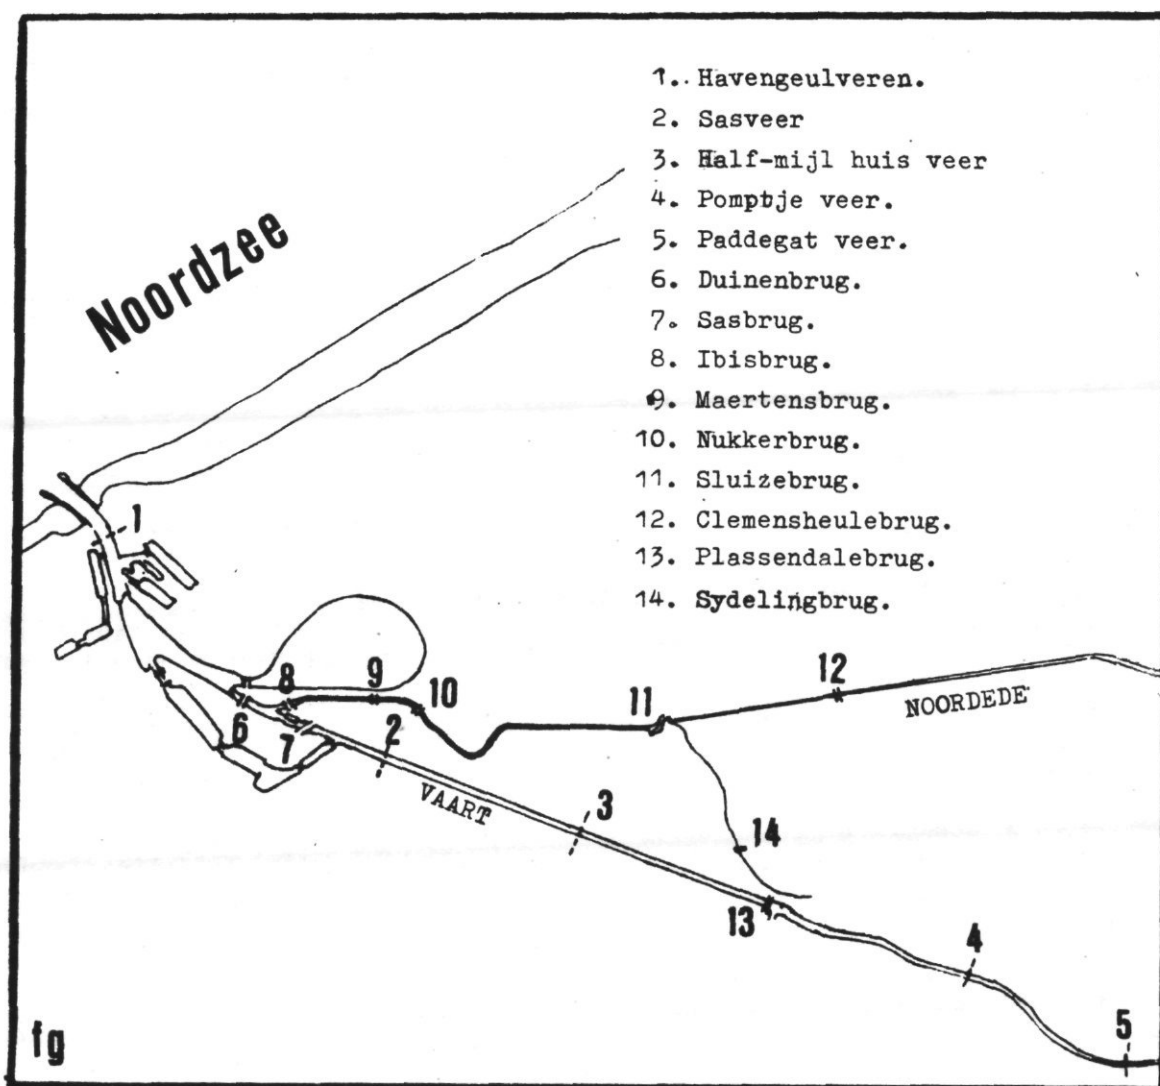 1. Havengeulveren.
2. Sasveer
3. Half-mijl huis veer
4. Pomptje veer.
5. Paddegat veer.
6. Duinenbrug.
7. Sasbrug.
8. Ibisbrug.
9. Maertensbrug.
10. Nukkerbrug.
11. Sluizebrug.
12. Clemensheulebrug.
13. Plassendalebrug.
14. Sydelingbrug.
Noordzee
1
8
9
10
11
12
NOORDEDE
6
7
2
VAART
3
14
13
4
5
fg